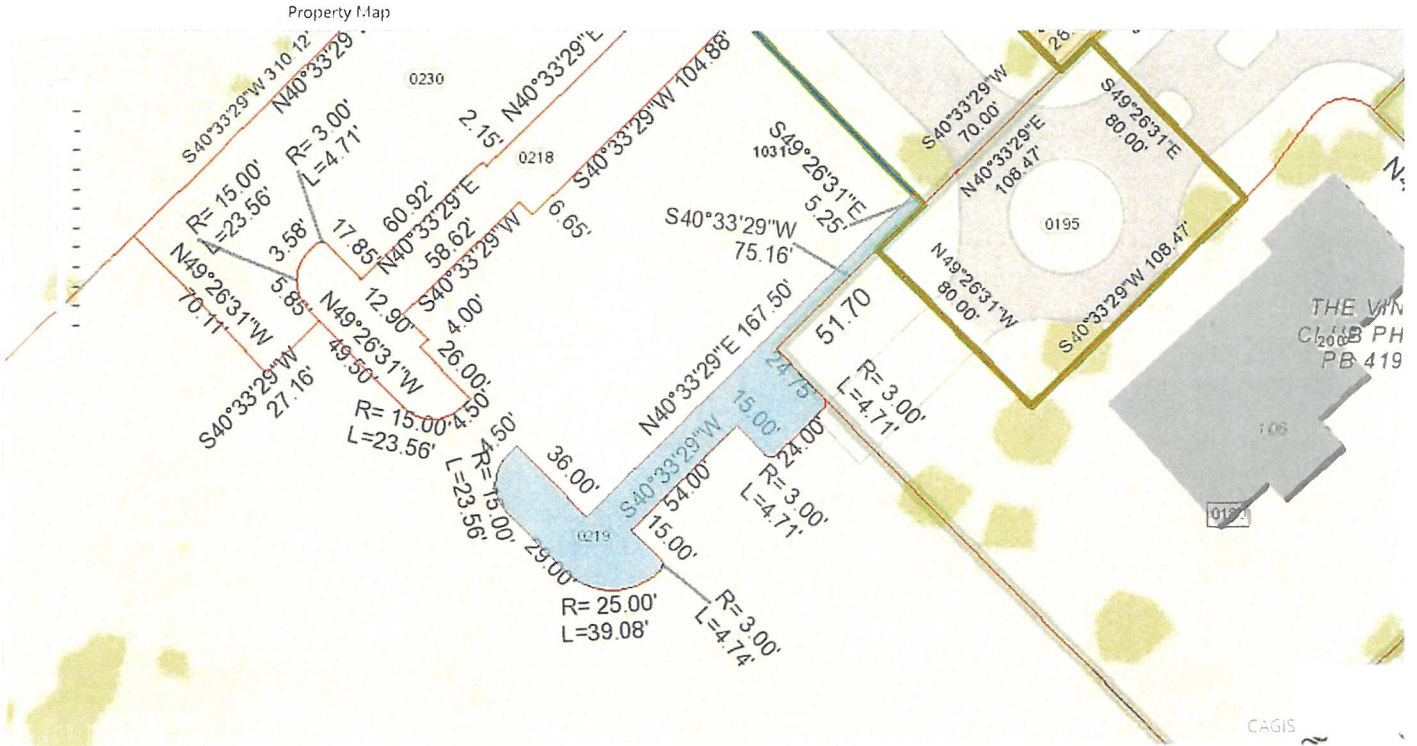 Property Map
S40°33'29"W 310.12'
N40°33'29"
0230
N40°33'29"E
2.15'
S40°33'29"W 104.88'
0218
6.65'
R= 3.00'
L=4.71'
R= 15.00'
L=23.56'
3.58'
17.85'
60.92'
N40°33'29"E
58.62'
S40°33'29"W
N49°26'31"W
70.11'
5.85'
N49°26'31"W
49.50'
12.90'
4.00'
26.00'
S40°33'29"W
27.16'
R= 15.00'
L=23.56'
4.50'
4.50'
R= 15.00'
L=23.56'
36.00'
29.00'
0219
R= 25.00'
L=39.08'
N40°33'29"E 167.50'
S40°33'29"W
54.00'
15.00'
R= 3.00'
L=4.74'
15.00'
24.75'
24.00'
R= 3.00'
L=4.71'
R= 3.00'
L=4.71'
51.70
S40°33'29"W
75.16'
S49°26'31"E
5.25'
1031
S40°33'29"W
70.00'
N40°33'29"E
108.47'
28.
S49°26'31"E
80.00'
0195
N49°26'31"W
80.00'
S40°33'29"W 108.47'
THE VIN
CLUB PH
PB 419
200
106
CAGIS